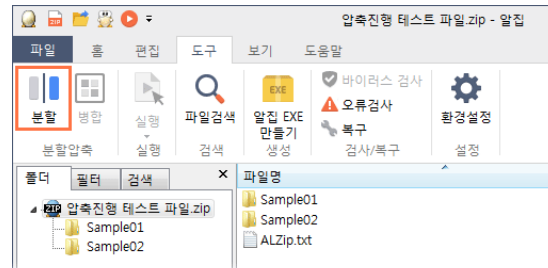 압축진행 테스트 파일.zip - 알집
파일 홈 편집 도구 보기 도움말
분할 병합 실행 파일검색 EXE 알집 EXE 만들기 바이러스 검사 오류검사 복구 환경설정
분할압축 실행 검색 생성 검사/복구 설정
폴더 필터 검색 × 파일명
ZIP 압축진행 테스트 파일.zip
Sample01
Sample02
Sample01
Sample02
ALZip.txt